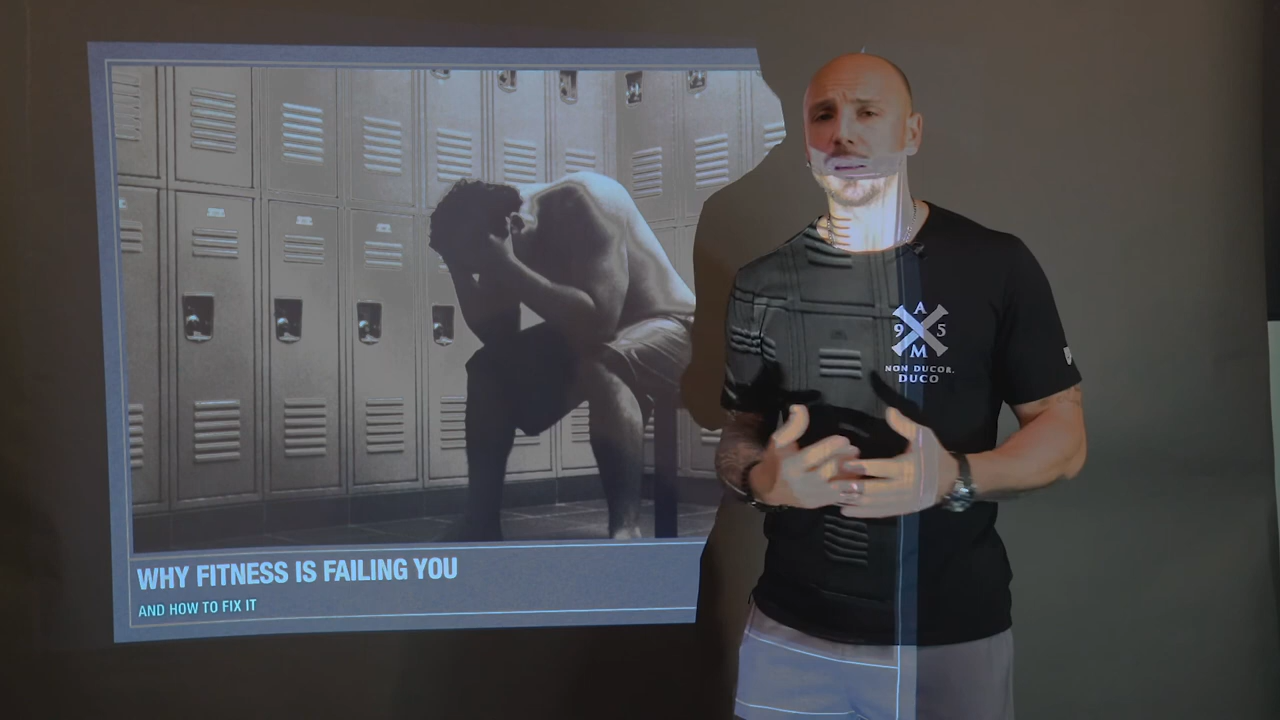 WHY FITNESS IS FAILING YOU
AND HOW TO FIX IT
A
9 5
M
NON DUCOR.
DUCO